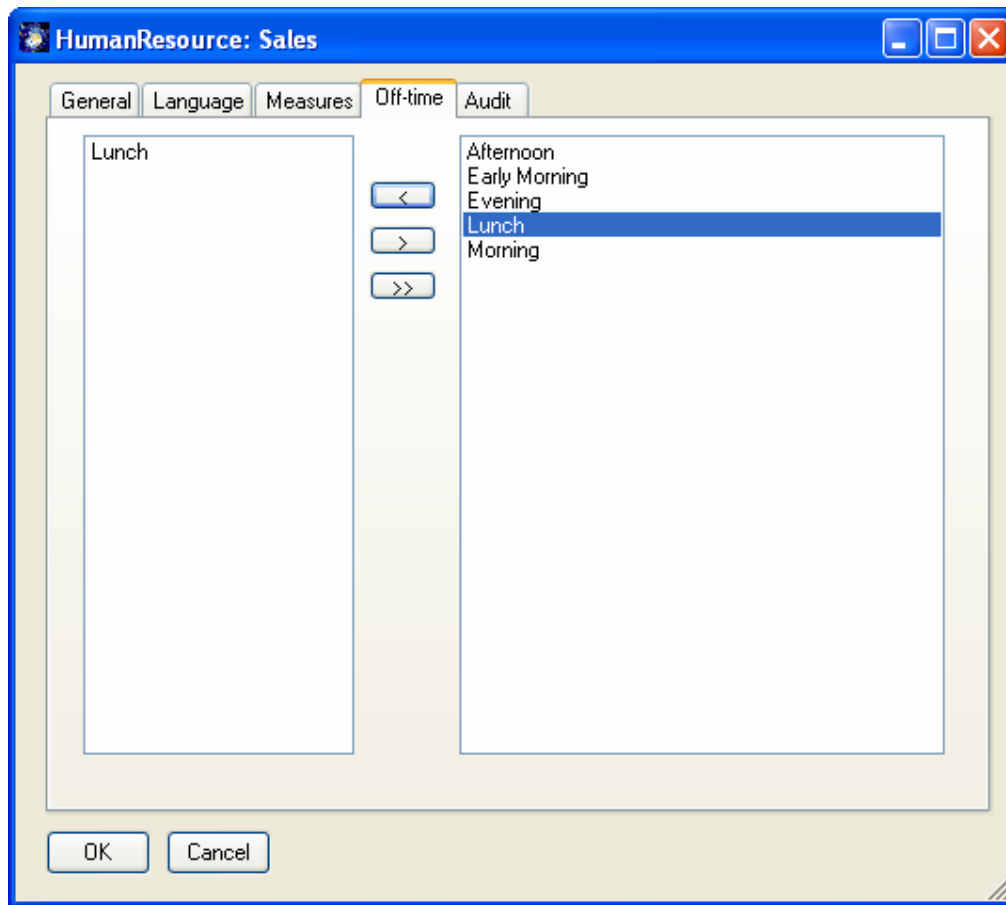 HumanResource: Sales
General Language Measures Off-time Audit
Lunch
<
>
>>
Afternoon
Early Morning
Evening
Lunch
Morning
OK Cancel